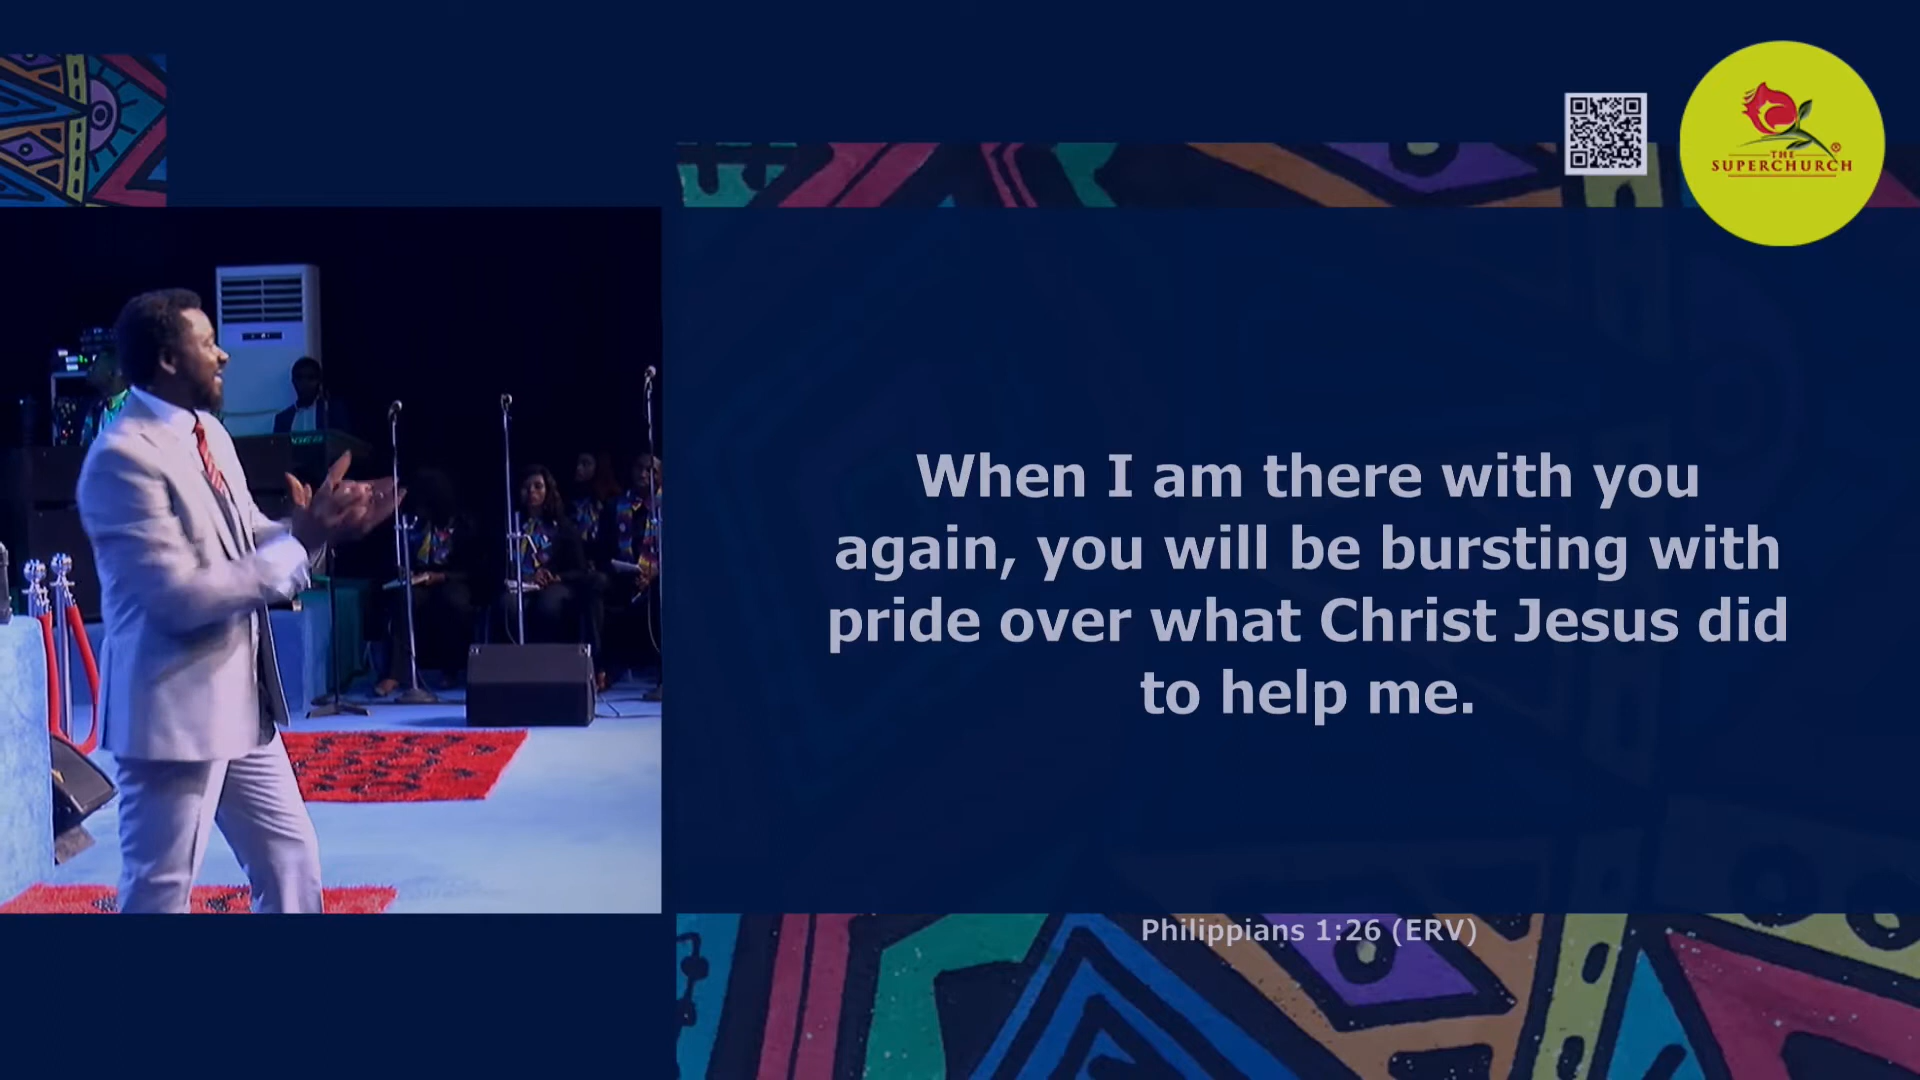 THE
SUPERCHURCH
When I am there with you
again, you will be bursting with
pride over what Christ Jesus did
to help me.
Philippians 1:26 (ERV)